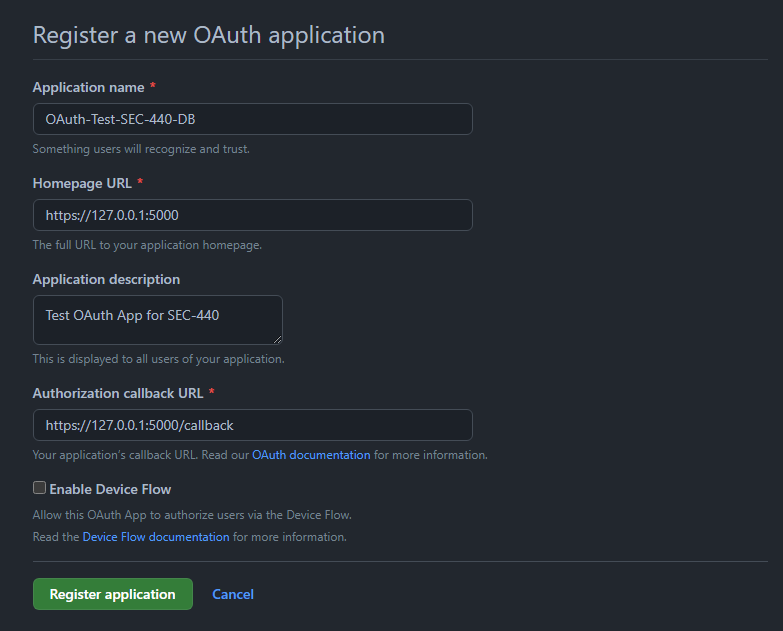 Register a new OAuth application
Application name *
OAuth-Test-SEC-440-DB
Something users will recognize and trust.
Homepage URL *
https://127.0.0.1:5000
The full URL to your application homepage.
Application description
Test OAuth App for SEC-440
This is displayed to all users of your application.
Authorization callback URL *
https://127.0.0.1:5000/callback
Your application’s callback URL. Read our OAuth documentation for more information.
Enable Device Flow
Allow this OAuth App to authorize users via the Device Flow.
Read the Device Flow documentation for more information.
Register application Cancel